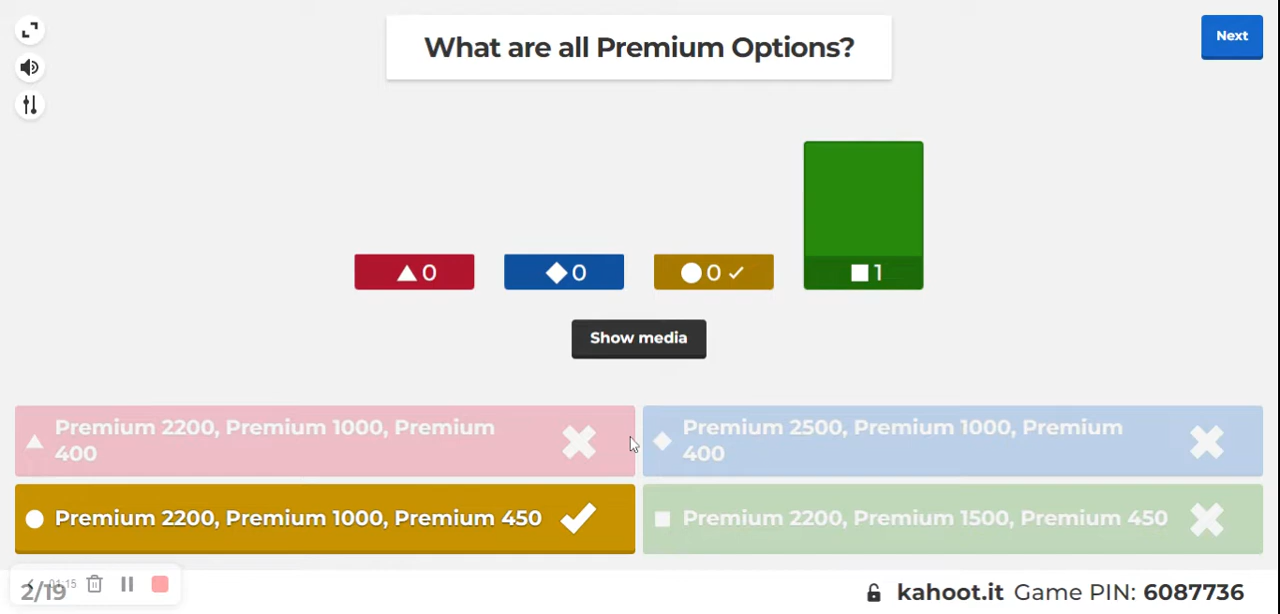 What are all Premium Options?
Next
0
0
0
1
Show media
Premium 2200, Premium 1000, Premium
400
Premium 2500, Premium 1000, Premium
400
Premium 2200, Premium 1000, Premium 450
Premium 2200, Premium 1500, Premium 450
01:15
2/19
kahoot.it Game PIN: 6087736